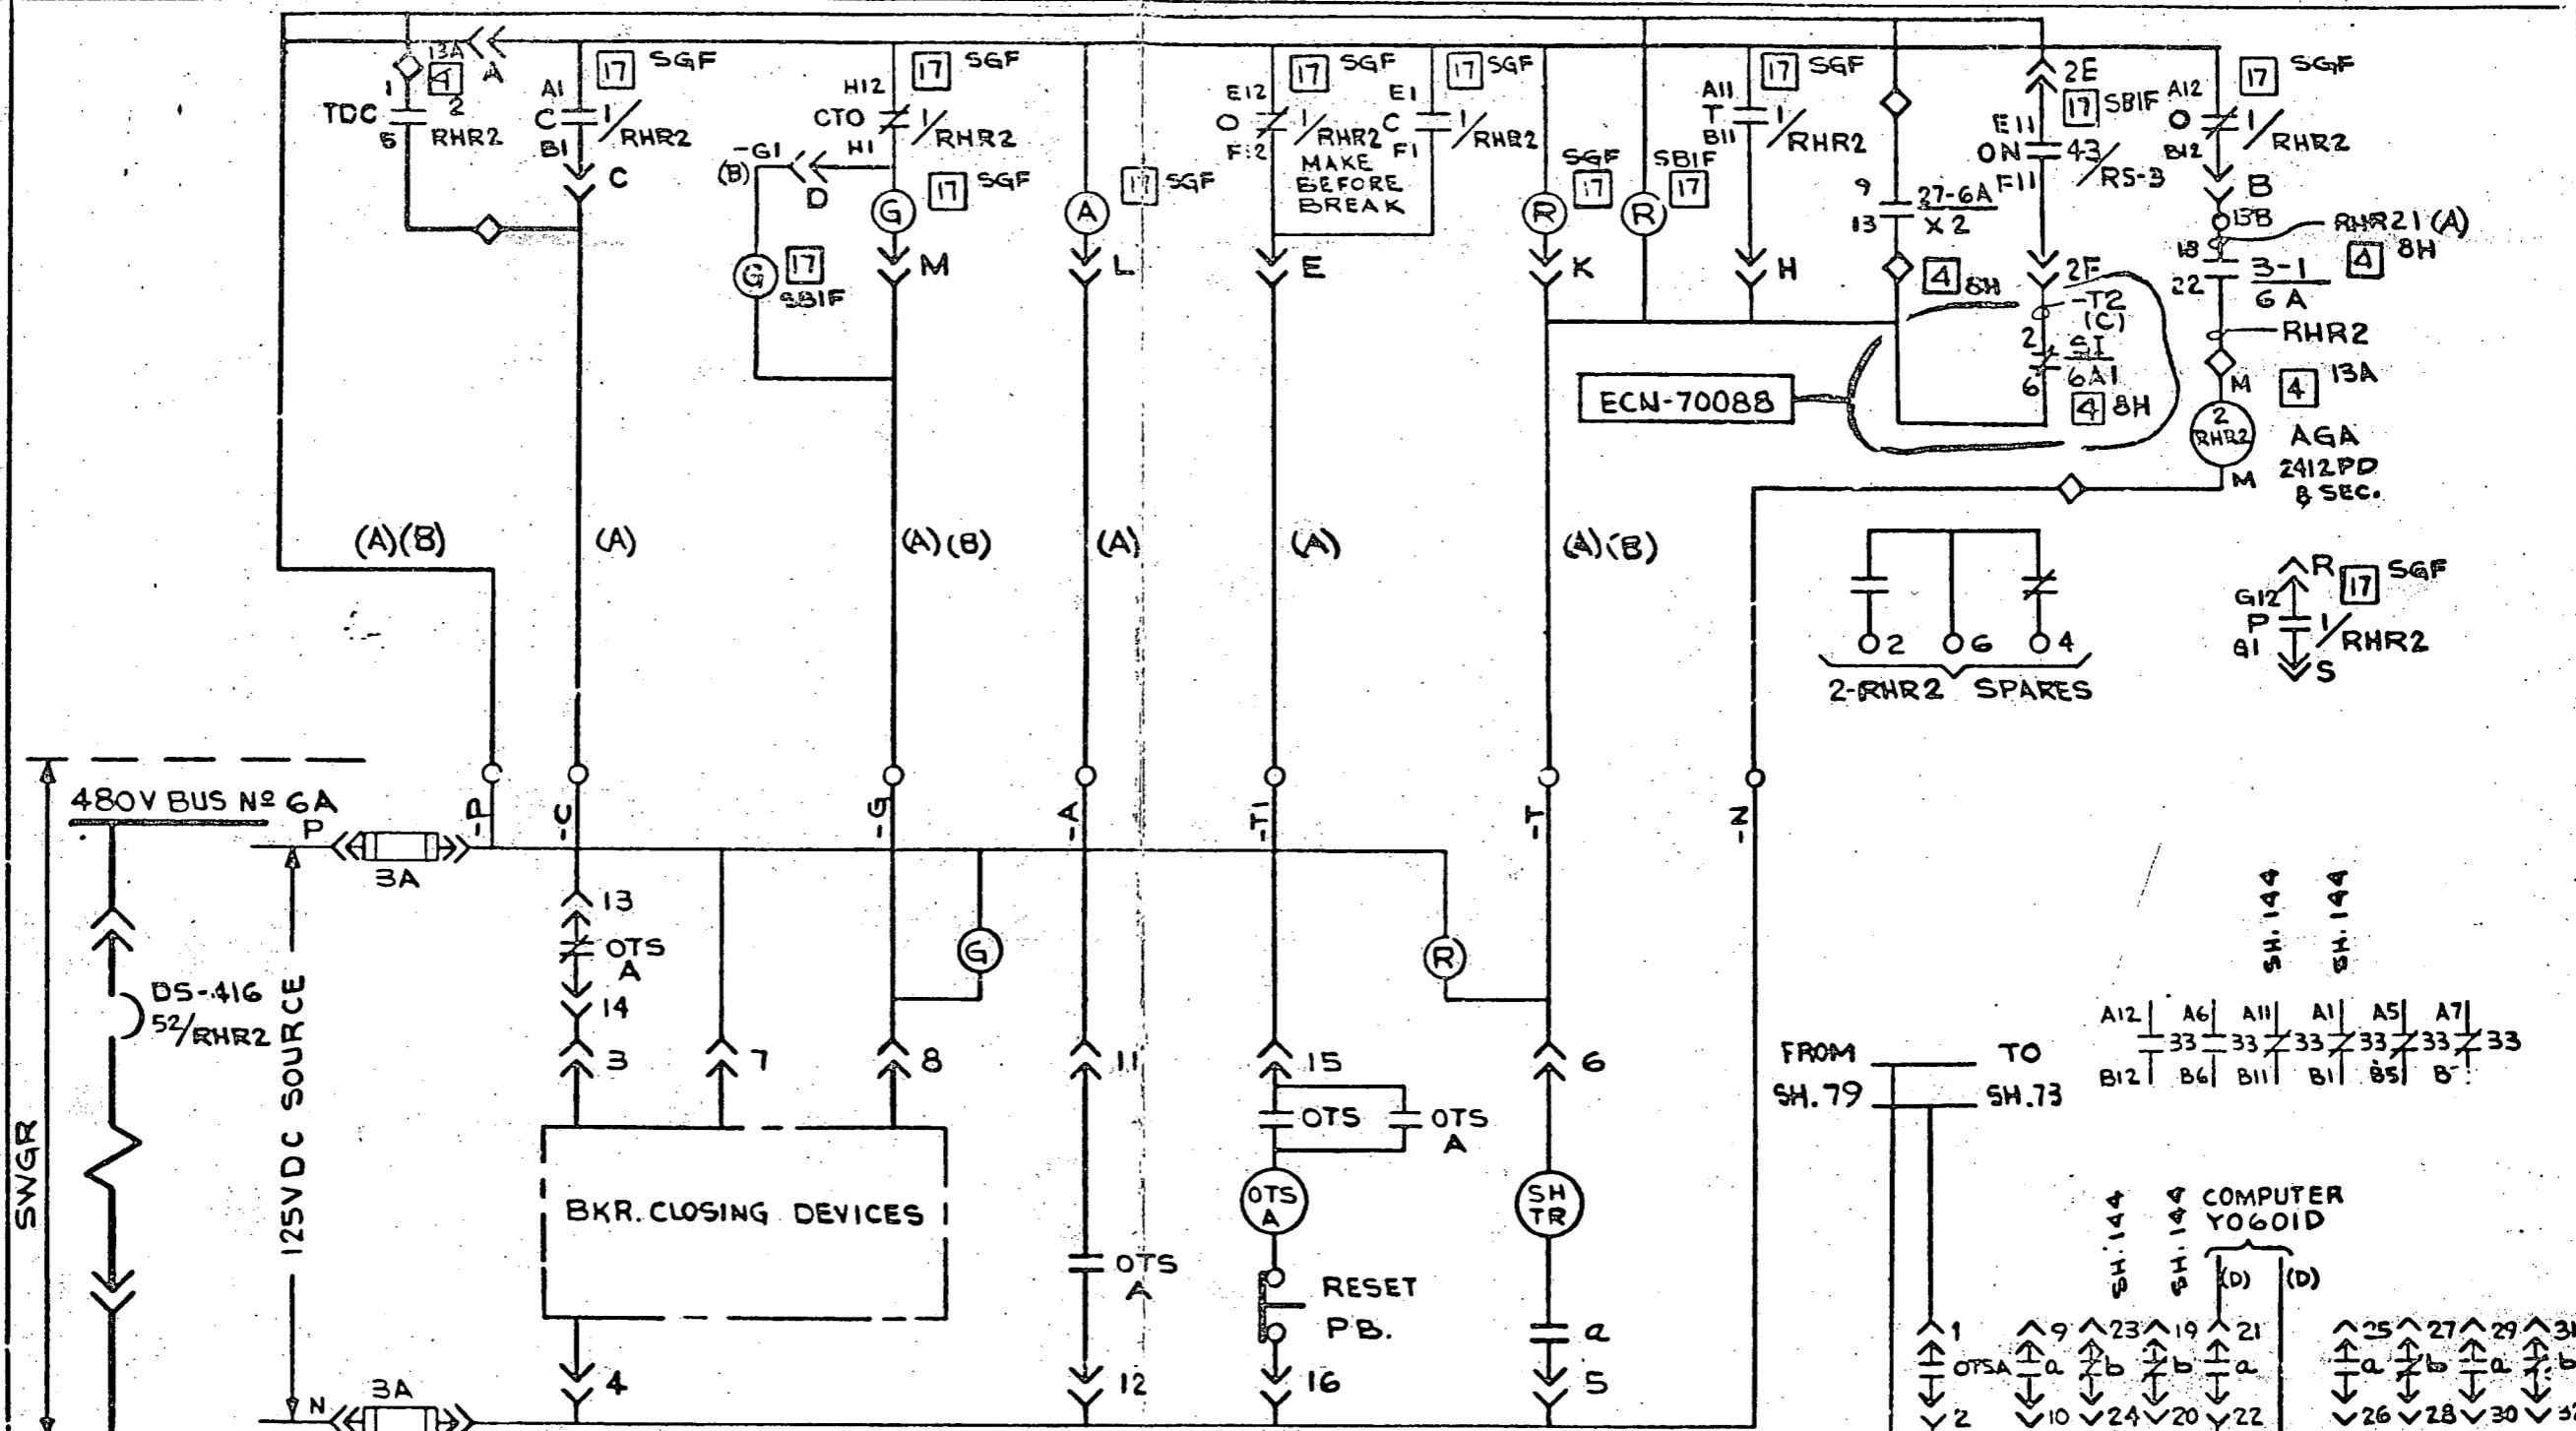 13A
4
A
1
TDC
5
2
RHR2
A1
C
B1
1/RHR2
17 SGF
C
H12
CTO
H1
1/RHR2
17 SGF
-G1
(B)
D
G
17 SGF
G
17
SB1F
M
A
17 SGF
L
E12
O
17 SGF
1/RHR2
MAKE
BEFORE
BREAK
E
E1
C
F1
17 SGF
1/RHR2
SGF
17
R
K
SB1F
17
R
A11
T
B11
17 SGF
1/RHR2
H
9
13
27-6A
X2
4 8H
2E
17 SB1F
E11
ON
F11
43/RS-3
2F
-T2
(C)
2
SI
6A1
6
4 8H
ECN-70088
A12
O
B12
17 SGF
1/RHR2
B
13B
RHR21 (A)
4 8H
18
22
3-1
6A
RHR2
M
4 13A
2
RHR2
M
AGA
2412PD
8 SEC.
(A)(B)
(A)
(A)(B)
(A)
(A)
(A)(B)
2
6
4
2-RHR2 SPARES
R
17 SGF
G12
P
G1
1/RHR2
S
480V BUS Nº 6A
P
3A
-P
-C
-G
-A
-T1
-T
-N
SWGR
DS-416
52/RHR2
125VDC SOURCE
13
OTS
A
14
3
7
8
G
11
15
R
6
OTS
OTS
A
OTS
A
SH
TR
BKR. CLOSING DEVICES
OTS
A
RESET
PB.
a
4
12
16
5
N
3A
SH.144
SH.144
A12
A6
A11
A1
A5
A7
33
33
33
33
33
33
B12
B6
B11
B1
B5
FROM
SH.79
TO
SH.73
SH.144
SH.144
COMPUTER
Y0601D
(D)
(D)
1
9
23
19
21
25
27
29
31
OTSA
a
b
b
a
a
b
a
b
2
10
24
20
22
26
28
30
32